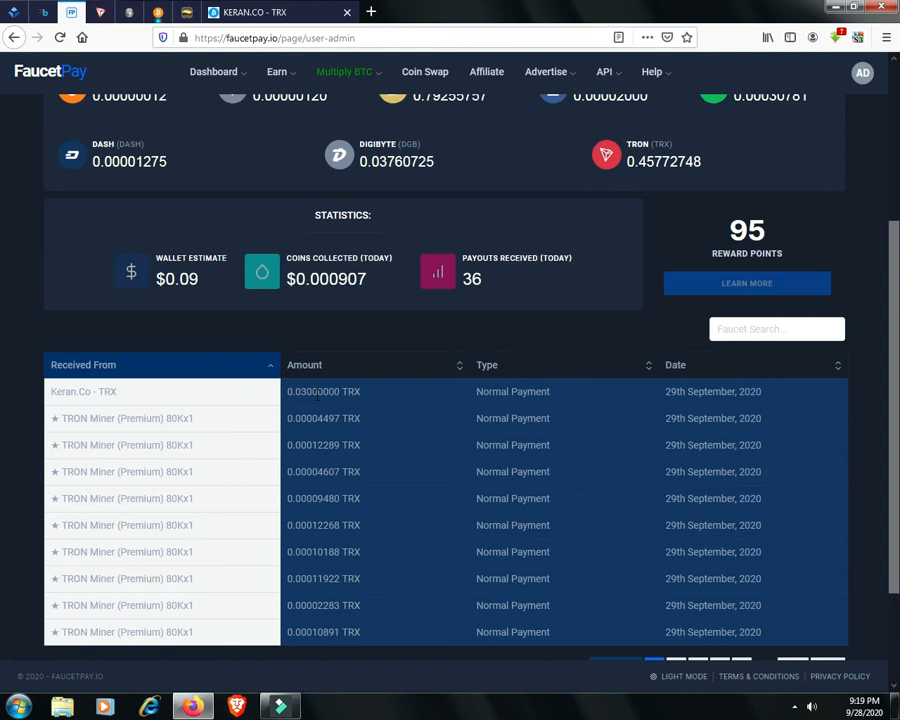 KERAN.CO - TRX
https://faucetpay.io/page/user-admin
7
FaucetPay
Dashboard
Earn
Multiply BTC
Coin Swap
Affiliate
Advertise
API
Help
AD
0.00000012
0.00000120
0.79255757
0.00002000
0.00030781
DASH (DASH)
0.00001275
DIGIBYTE (DGB)
0.03760725
TRON (TRX)
0.45772748
STATISTICS:
WALLET ESTIMATE
$0.09
COINS COLLECTED (TODAY)
$0.000907
PAYOUTS RECEIVED (TODAY)
36
95
REWARD POINTS
LEARN MORE
Faucet Search...
Received From Amount Type Date
Keran.Co - TRX 0.03000000 TRX Normal Payment 29th September, 2020
★ TRON Miner (Premium) 80Kx1 0.00004497 TRX Normal Payment 29th September, 2020
★ TRON Miner (Premium) 80Kx1 0.00012289 TRX Normal Payment 29th September, 2020
★ TRON Miner (Premium) 80Kx1 0.00004607 TRX Normal Payment 29th September, 2020
★ TRON Miner (Premium) 80Kx1 0.00009480 TRX Normal Payment 29th September, 2020
★ TRON Miner (Premium) 80Kx1 0.00012268 TRX Normal Payment 29th September, 2020
★ TRON Miner (Premium) 80Kx1 0.00010188 TRX Normal Payment 29th September, 2020
★ TRON Miner (Premium) 80Kx1 0.00011922 TRX Normal Payment 29th September, 2020
★ TRON Miner (Premium) 80Kx1 0.00002283 TRX Normal Payment 29th September, 2020
★ TRON Miner (Premium) 80Kx1 0.00010891 TRX Normal Payment 29th September, 2020
© 2020 - FAUCETPAY.IO
LIGHT MODE
TERMS & CONDITIONS
PRIVACY POLICY
9:19 PM
9/28/2020